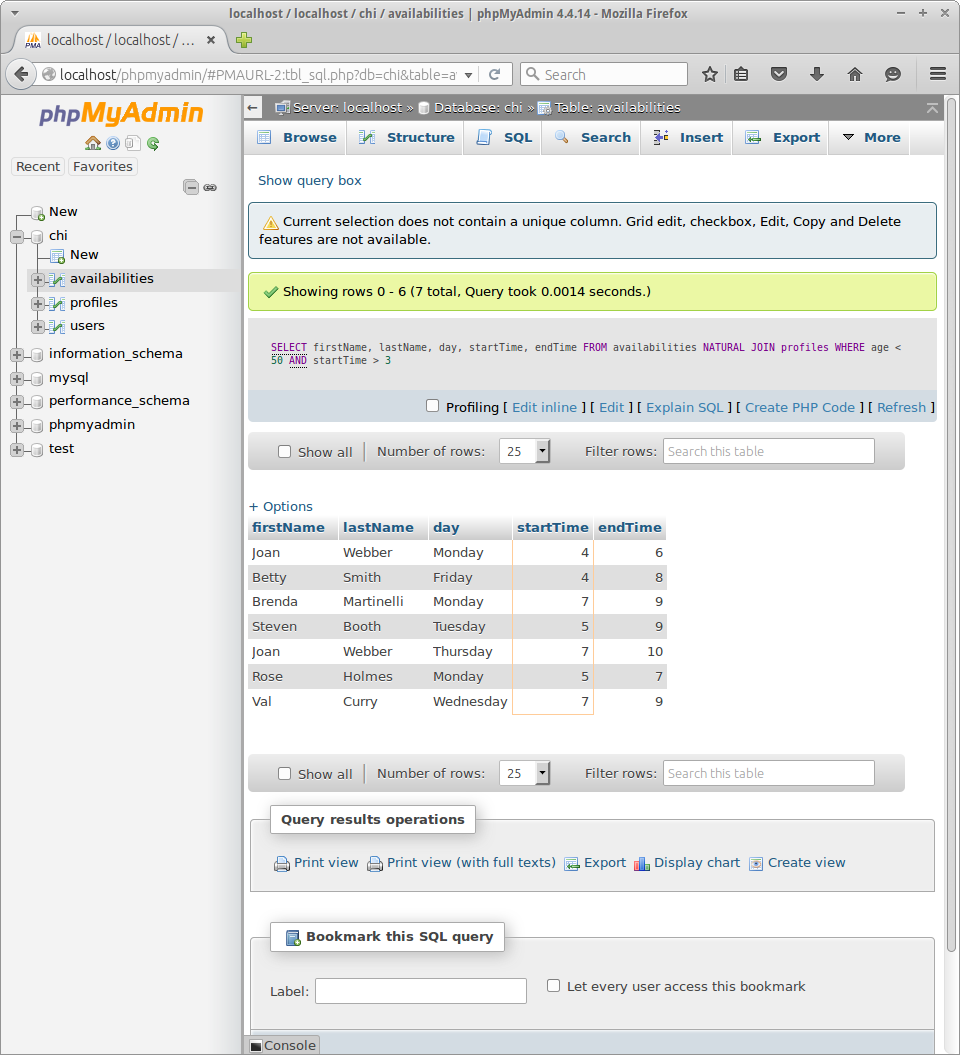 localhost / localhost / chi / availabilities | phpMyAdmin 4.4.14 - Mozilla Firefox
PMA localhost / localhost / ...
localhost/phpmyadmin/#PMAURL-2:tbl_sql.php?db=chi&table=a
Search
phpMyAdmin
Recent Favorites
New
chi
New
availabilities
profiles
users
information_schema
mysql
performance_schema
phpmyadmin
test
Server: localhost » Database: chi » Table: availabilities
Browse Structure SQL Search Insert Export More
Show query box
Current selection does not contain a unique column. Grid edit, checkbox, Edit, Copy and Delete
features are not available.
Showing rows 0 - 6 (7 total, Query took 0.0014 seconds.)
SELECT firstName, lastName, day, startTime, endTime FROM availabilities NATURAL JOIN profiles WHERE age <
50 AND startTime > 3
Profiling [ Edit inline ] [ Edit ] [ Explain SQL ] [ Create PHP Code ] [ Refresh ]
Show all Number of rows: 25 Filter rows: Search this table
+ Options
firstName lastName day startTime endTime
Joan Webber Monday 4 6
Betty Smith Friday 4 8
Brenda Martinelli Monday 7 9
Steven Booth Tuesday 5 9
Joan Webber Thursday 7 10
Rose Holmes Monday 5 7
Val Curry Wednesday 7 9
Show all Number of rows: 25 Filter rows: Search this table
Query results operations
Print view Print view (with full texts) Export Display chart Create view
Bookmark this SQL query
Label: Let every user access this bookmark
Console